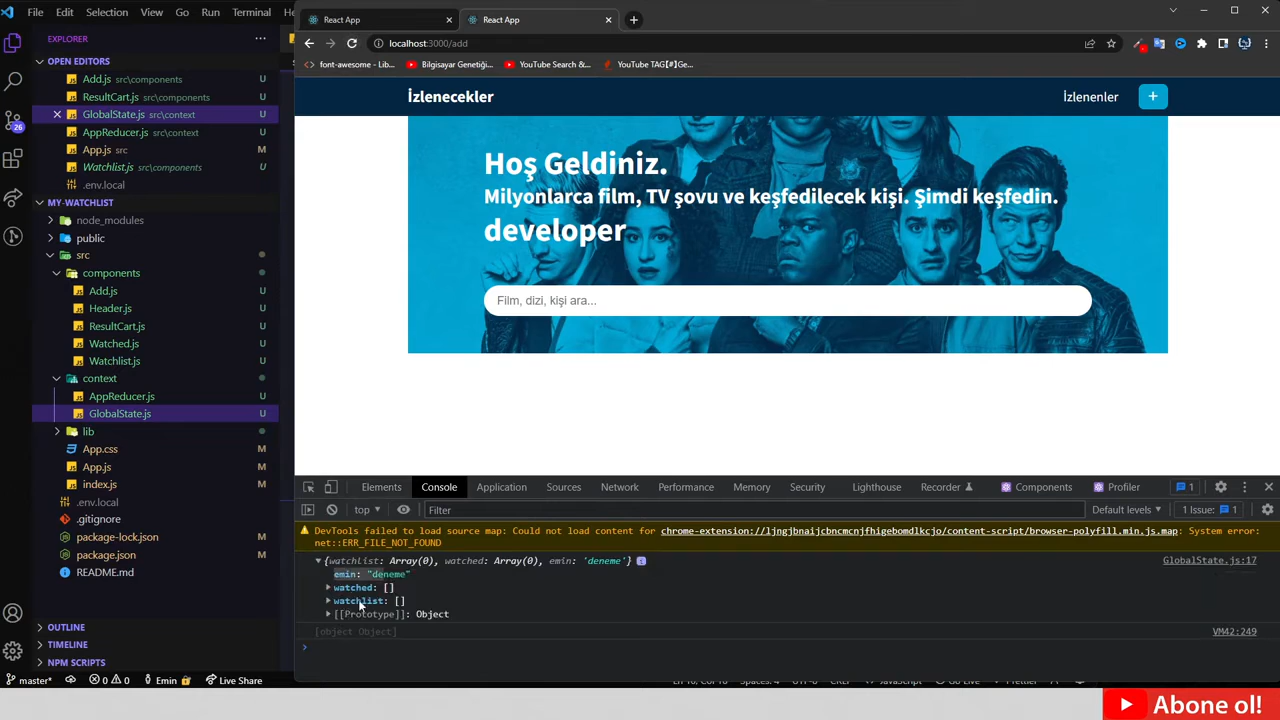 File Edit Selection View Go Run Terminal
EXPLORER
OPEN EDITORS
Add.js src\components U
ResultCart.js src\components U
GlobalState.js src\context U
AppReducer.js src\context U
App.js src M
Watchlist.js src\components U
.env.local
MY-WATCHLIST
node_modules
public
src
components
Add.js U
Header.js U
ResultCart.js U
Watched.js U
Watchlist.js U
context
AppReducer.js U
GlobalState.js U
lib
App.css M
App.js M
index.js M
.env.local
.gitignore
package-lock.json M
package.json M
README.md
OUTLINE
TIMELINE
NPM SCRIPTS
26
master* 0 0 Emin Live Share
React App
React App
localhost:3000/add
font-awesome - Lib...
Bilgisayar Genetiği...
YouTube Search &...
YouTube TAG【#】Ge...
İzlenecekler
İzlenenler
+
Hoş Geldiniz.
Milyonlarca film, TV şovu ve keşfedilecek kişi. Şimdi keşfedin.
developer
Film, dizi, kişi ara...
Elements Console Application Sources Network Performance Memory Security Lighthouse Recorder Components Profiler 1
top Filter Default levels 1 Issue: 1
DevTools failed to load source map: Could not load content for chrome-extension://ljngjbnaijcbncmcnjfhigebomdlkcjo/content-script/browser-polyfill.min.js.map: System error:
net::ERR_FILE_NOT_FOUND
{watchlist: Array(0), watched: Array(0), emin: 'deneme'} GlobalState.js:17
emin: "deneme"
watched: []
watchlist: []
[[Prototype]]: Object
[object Object] VM42:249
Abone ol!